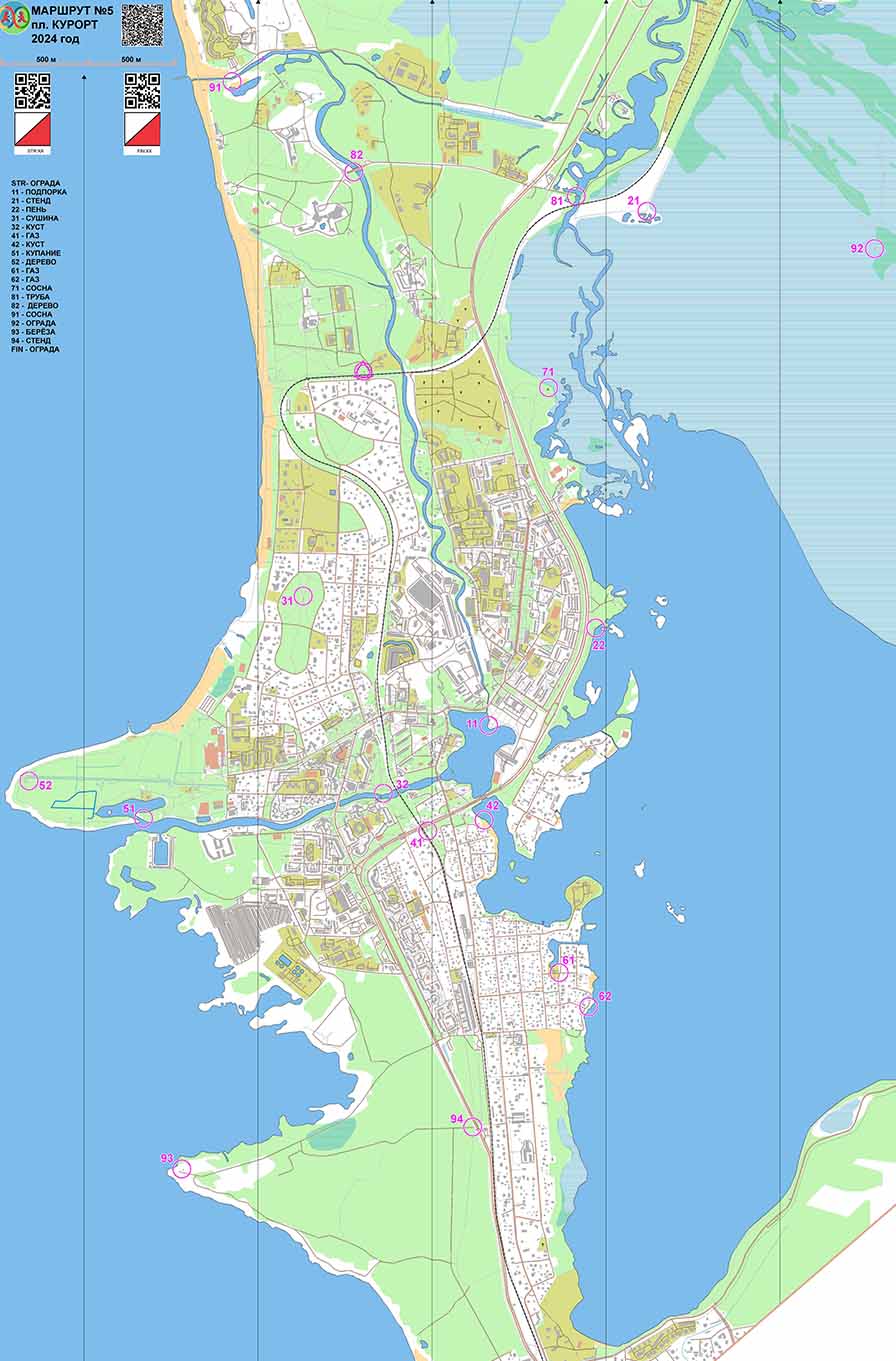 МАРШРУТ №5
пл. КУРОРТ
2024 год
500 м 500 м
STR-ОГРАДА
11 - ПОДПОРКА
21 - СТЕНД
22 - ПЕНЬ
31 - СУШИНА
32 - КУСТ
41 - ГАЗ
42 - КУСТ
51 - КУПАНИЕ
52 - ДЕРЕВО
61 - ГАЗ
62 - ГАЗ
71 - СОСНА
81 - ТРУБА
82 - ДЕРЕВО
91 - СОСНА
92 - ОГРАДА
93 - БЕРЁЗА
94 - СТЕНД
FIN - ОГРАДА
91
82
81
21
92
71
31
22
11
52
51
32
42
41
61
62
94
93